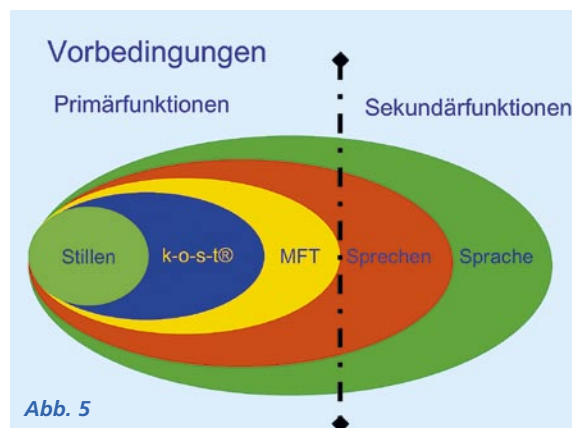 Vorbedingungen
Primärfunktionen
Sekundärfunktionen
Stillen
k-o-s-t®
MFT
Sprechen
Sprache
Abb. 5